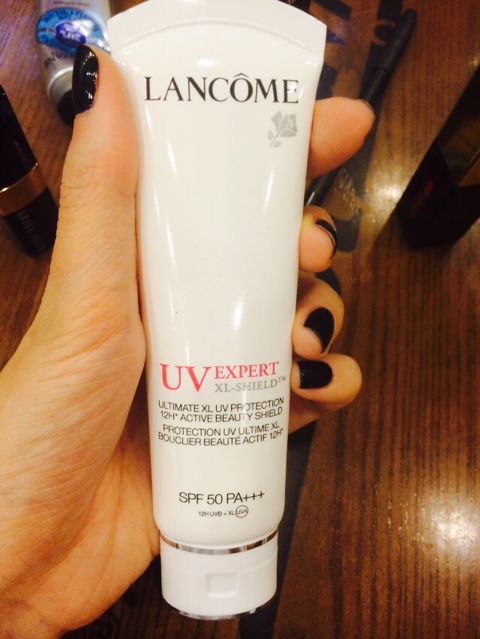 LANCÔME
UV EXPERT
XL-SHIELD™
ULTIMATE XL UV PROTECTION
12H* ACTIVE BEAUTY SHIELD
PROTECTION UV ULTIME XL
BOUCLIER BEAUTÉ ACTIF 12H*
SPF 50 PA+++
12H UVB + XL UVA